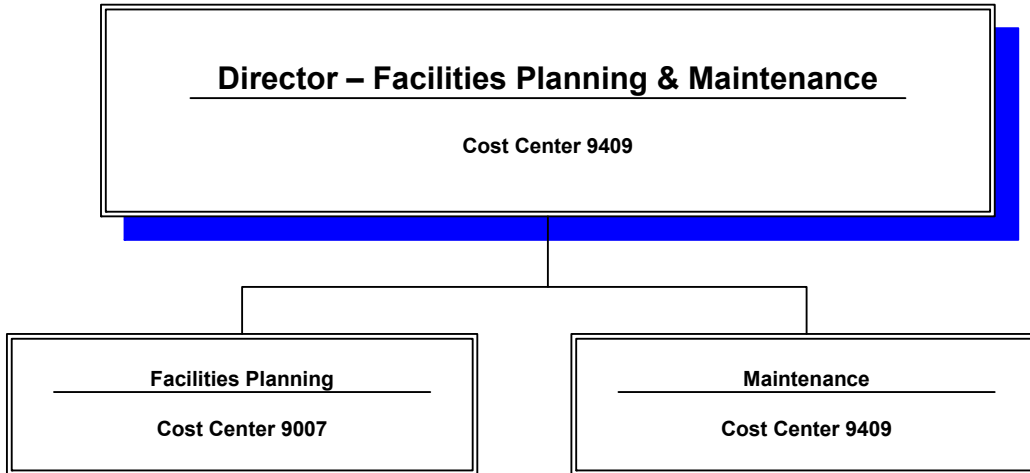 Director – Facilities Planning & Maintenance
Cost Center 9409
Facilities Planning
Cost Center 9007
Maintenance
Cost Center 9409